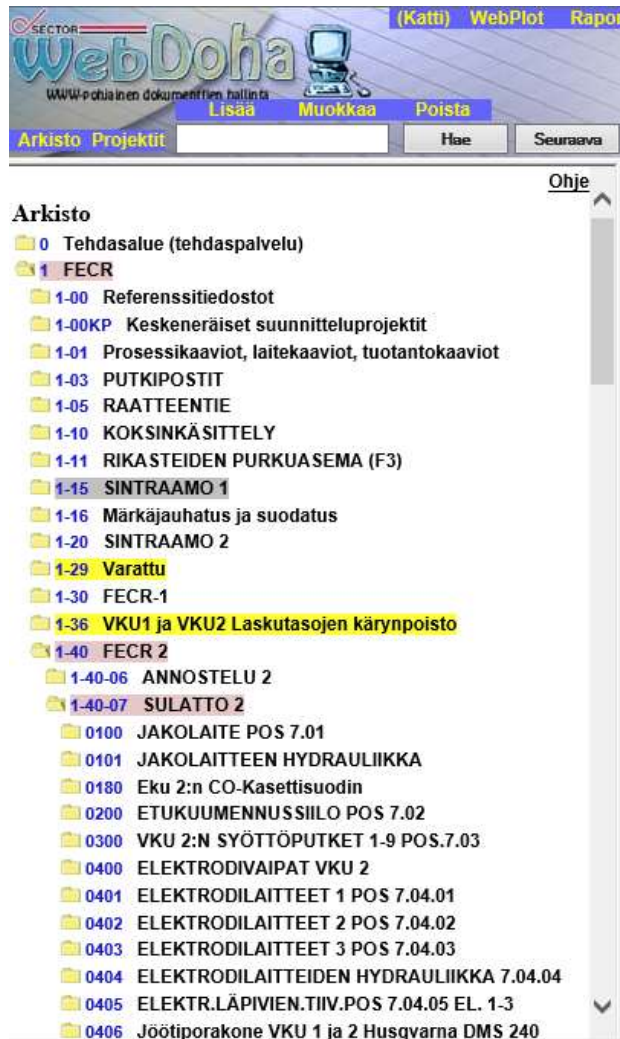 (Katti) WebPlot Rapor
SECTOR
WebDoha
WWW-pohjainen dokumenttien hallinta
Lisää Muokkaa Poista
Arkisto Projektit Hae Seuraava
Ohje
Arkisto
0 Tehdasalue (tehdaspalvelu)
1 FECR
1-00 Referenssitiedostot
1-00KP Keskeneräiset suunnitteluprojektit
1-01 Prosessikaaviot, laitekaaviot, tuotantokaaviot
1-03 PUTKIPOSTIT
1-05 RAATTEENTIE
1-10 KOKSINKÄSITTELY
1-11 RIKASTEIDEN PURKUASEMA (F3)
1-15 SINTRAAMO 1
1-16 Märkäjauhatus ja suodatus
1-20 SINTRAAMO 2
1-29 Varattu
1-30 FECR-1
1-36 VKU1 ja VKU2 Laskutasojen kärynpoisto
1-40 FECR 2
1-40-06 ANNOSTELU 2
1-40-07 SULATTO 2
0100 JAKOLAITE POS 7.01
0101 JAKOLAITTEEN HYDRAULIIKKA
0180 Eku 2:n CO-Kasettisuodin
0200 ETUKUUMENNUSSIILO POS 7.02
0300 VKU 2:N SYÖTTÖPUTKET 1-9 POS.7.03
0400 ELEKTRODIVAIPAT VKU 2
0401 ELEKTRODILAITTEET 1 POS 7.04.01
0402 ELEKTRODILAITTEET 2 POS 7.04.02
0403 ELEKTRODILAITTEET 3 POS 7.04.03
0404 ELEKTRODILAITTEIDEN HYDRAULIIKKA 7.04.04
0405 ELEKTR.LÄPIVIEN.TIIV.POS 7.04.05 EL. 1-3
0406 Jöötiporakone VKU 1 ja 2 Husqvarna DMS 240